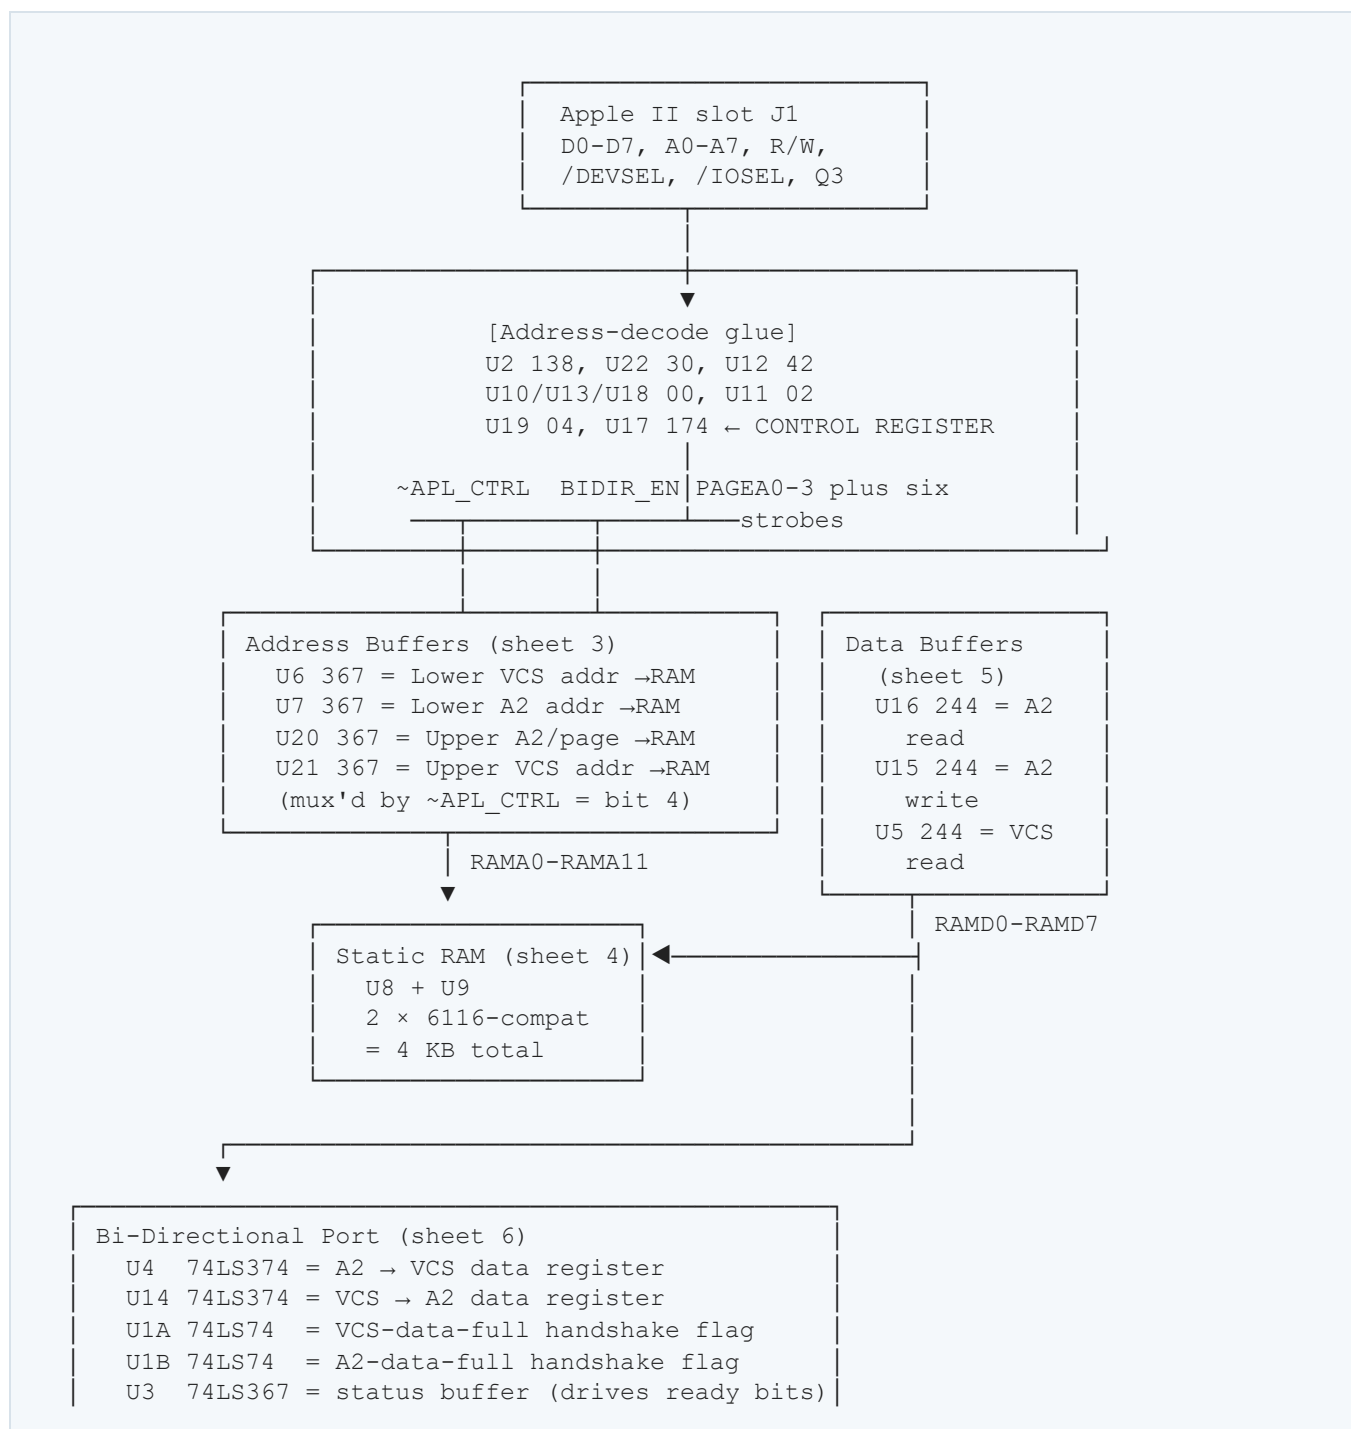 Apple II slot J1
D0-D7, A0-A7, R/W,
/DEVSEL, /IOSEL, Q3
[Address-decode glue]
U2 138, U22 30, U12 42
U10/U13/U18 00, U11 02
U19 04, U17 174 ← CONTROL REGISTER
~APL_CTRL  BIDIR_EN PAGEA0-3 plus six
strobes
Address Buffers (sheet 3)
U6 367 = Lower VCS addr →RAM
U7 367 = Lower A2 addr →RAM
U20 367 = Upper A2/page →RAM
U21 367 = Upper VCS addr →RAM
(mux'd by ~APL_CTRL = bit 4)
Data Buffers
(sheet 5)
U16 244 = A2
read
U15 244 = A2
write
U5 244 = VCS
read
RAMA0-RAMA11
RAMD0-RAMD7
Static RAM (sheet 4)
U8 + U9
2 × 6116-compat
= 4 KB total
Bi-Directional Port (sheet 6)
U4  74LS374 = A2 → VCS data register
U14 74LS374 = VCS → A2 data register
U1A 74LS74  = VCS-data-full handshake flag
U1B 74LS74  = A2-data-full handshake flag
U3  74LS367 = status buffer (drives ready bits)